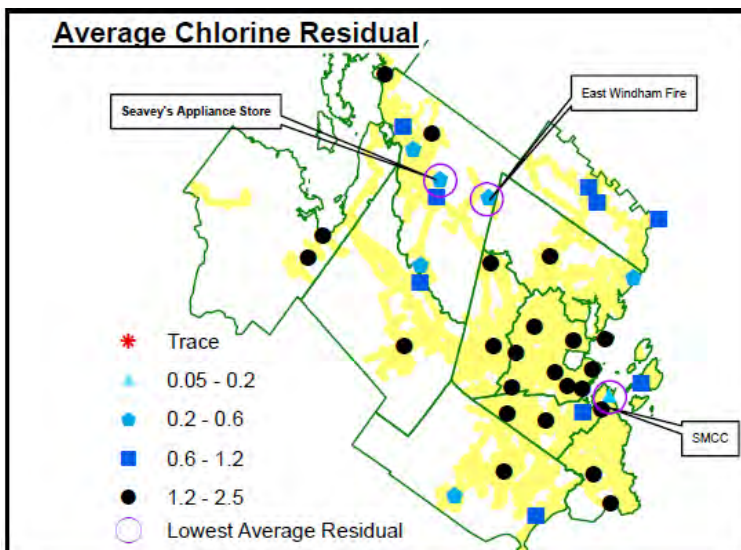 Average Chlorine Residual
Seavey's Appliance Store
East Windham Fire
Trace
0.05 - 0.2
0.2 - 0.6
0.6 - 1.2
1.2 - 2.5
Lowest Average Residual
SMCC